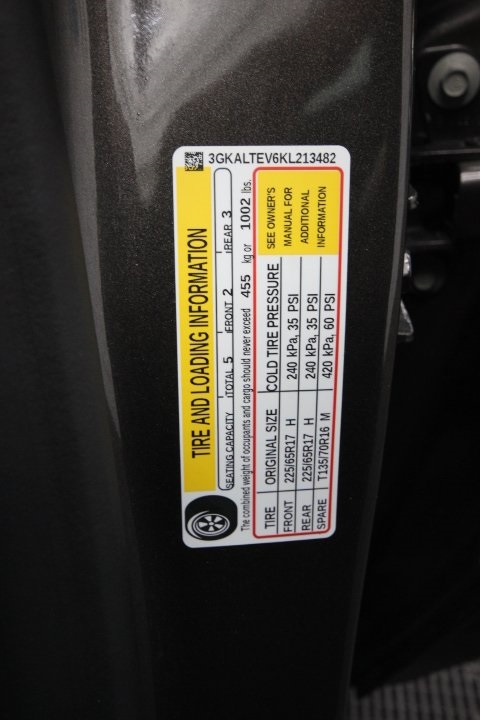 3GKALTEV6KL213482
TIRE AND LOADING INFORMATION
SEATING CAPACITY TOTAL 5 FRONT 2 REAR 3
The combined weight of occupants and cargo should never exceed 455 kg or 1002 lbs.
TIRE ORIGINAL SIZE COLD TIRE PRESSURE SEE OWNER'S
FRONT 225/65R17 H 240 kPa, 35 PSI MANUAL FOR
REAR 225/65R17 H 240 kPa, 35 PSI ADDITIONAL
SPARE T135/70R16 M 420 kPa, 60 PSI INFORMATION